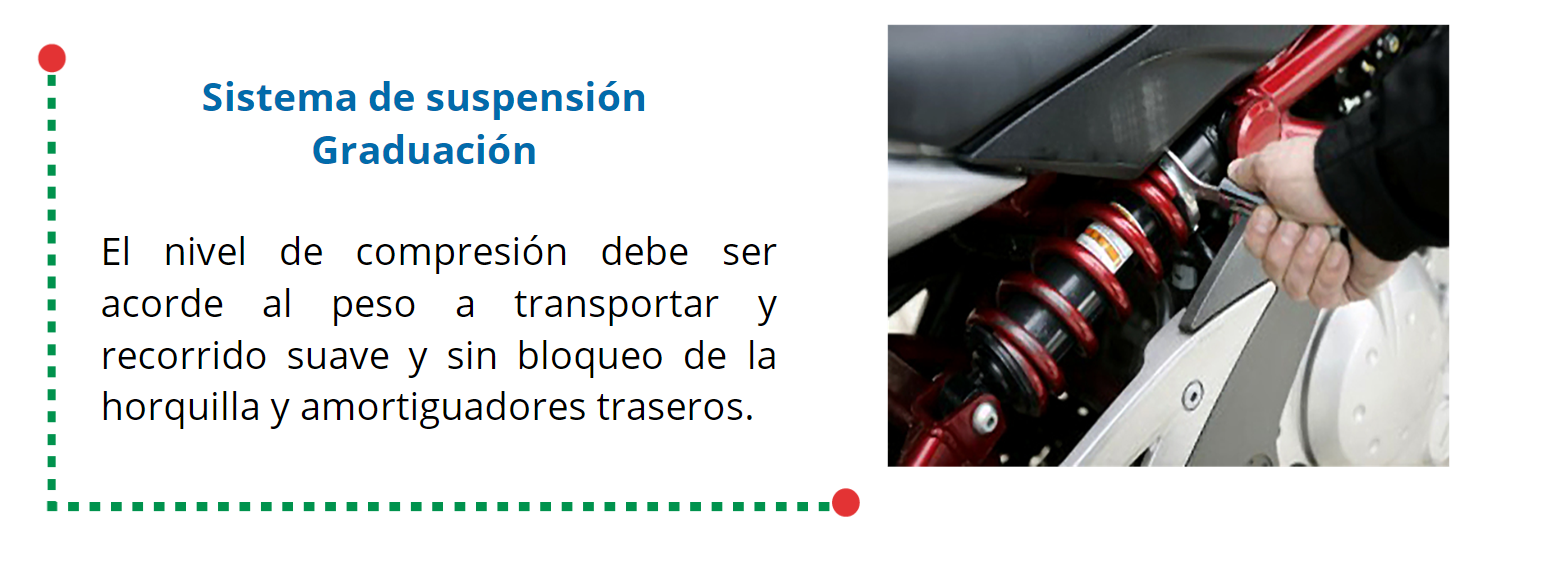 Sistema de suspensión
Graduación
El nivel de compresión debe ser
acorde al peso a transportar y
recorrido suave y sin bloqueo de la
horquilla y amortiguadores traseros.